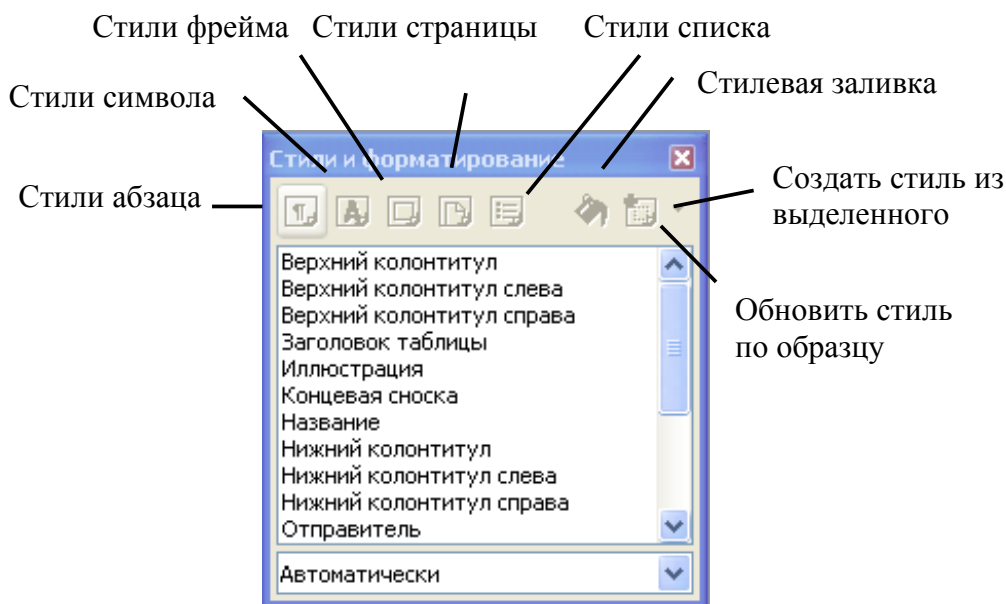 Стили фрейма Стили страницы Стили списка
Стили символа
Стилевая заливка
Стили и форматирование
Стили абзаца
Создать стиль из
выделенного
Верхний колонтитул
Верхний колонтитул слева
Верхний колонтитул справа
Заголовок таблицы
Иллюстрация
Концевая сноска
Название
Нижний колонтитул
Нижний колонтитул слева
Нижний колонтитул справа
Отправитель
Обновить стиль
по образцу
Автоматически